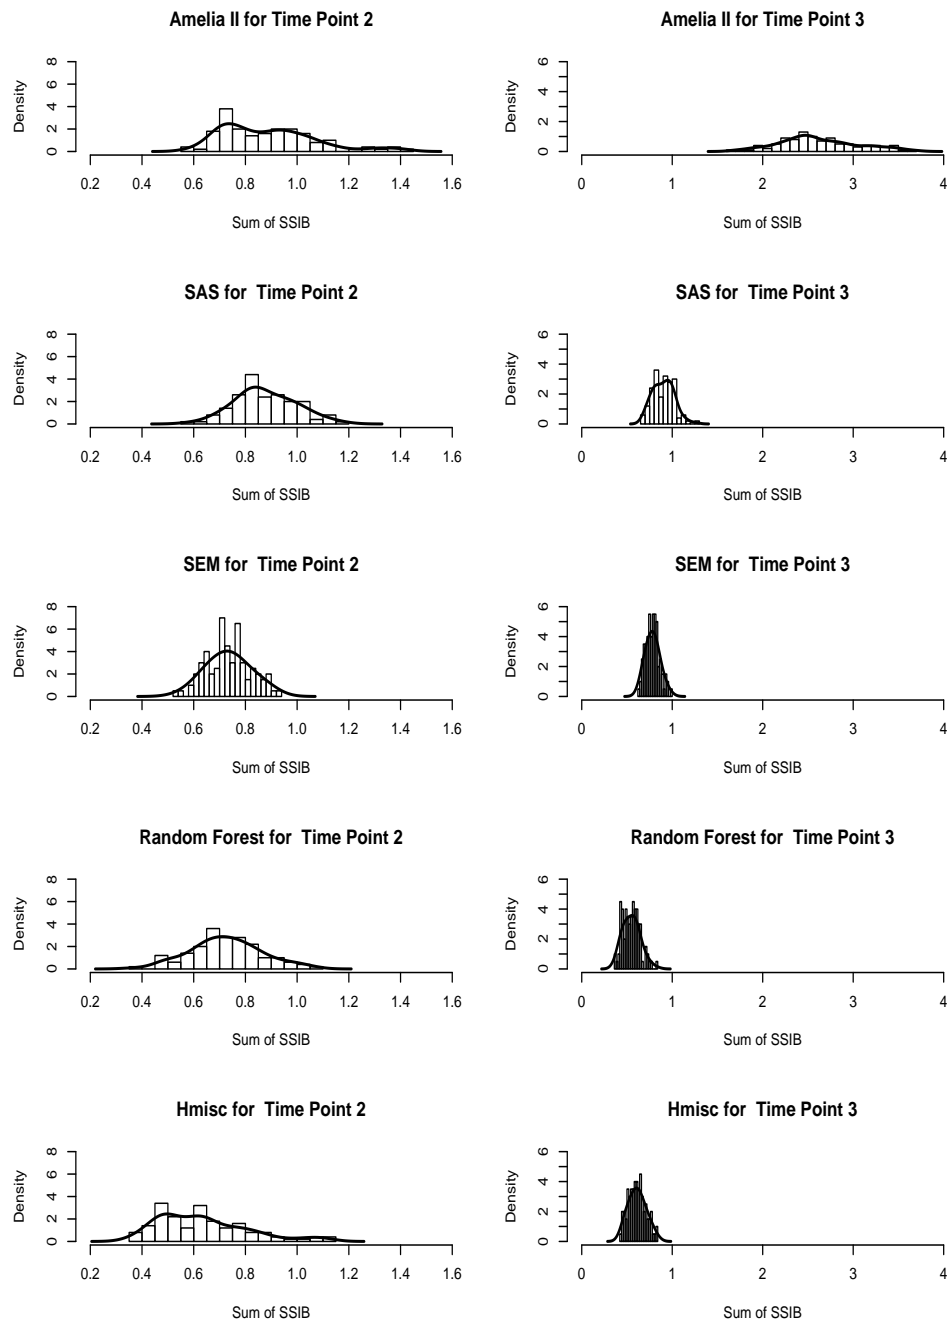 Amelia II for Time Point 2
Density
0 2 4 6 8
0.2 0.4 0.6 0.8 1.0 1.2 1.4 1.6
Sum of SSIB
Amelia II for Time Point 3
Density
0 2 4 6
0 1 2 3 4
Sum of SSIB
SAS for Time Point 2
Density
0 2 4 6 8
0.2 0.4 0.6 0.8 1.0 1.2 1.4 1.6
Sum of SSIB
SAS for Time Point 3
Density
0 2 4 6
0 1 2 3 4
Sum of SSIB
SEM for Time Point 2
Density
0 2 4 6 8
0.2 0.4 0.6 0.8 1.0 1.2 1.4 1.6
Sum of SSIB
SEM for Time Point 3
Density
0 2 4 6
0 1 2 3 4
Sum of SSIB
Random Forest for Time Point 2
Density
0 2 4 6 8
0.2 0.4 0.6 0.8 1.0 1.2 1.4 1.6
Sum of SSIB
Random Forest for Time Point 3
Density
0 2 4 6
0 1 2 3 4
Sum of SSIB
Hmisc for Time Point 2
Density
0 2 4 6 8
0.2 0.4 0.6 0.8 1.0 1.2 1.4 1.6
Sum of SSIB
Hmisc for Time Point 3
Density
0 2 4 6
0 1 2 3 4
Sum of SSIB